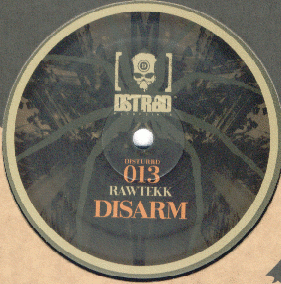 DSTRBD
DISTURBD
013
RAWTEKK
DISARM